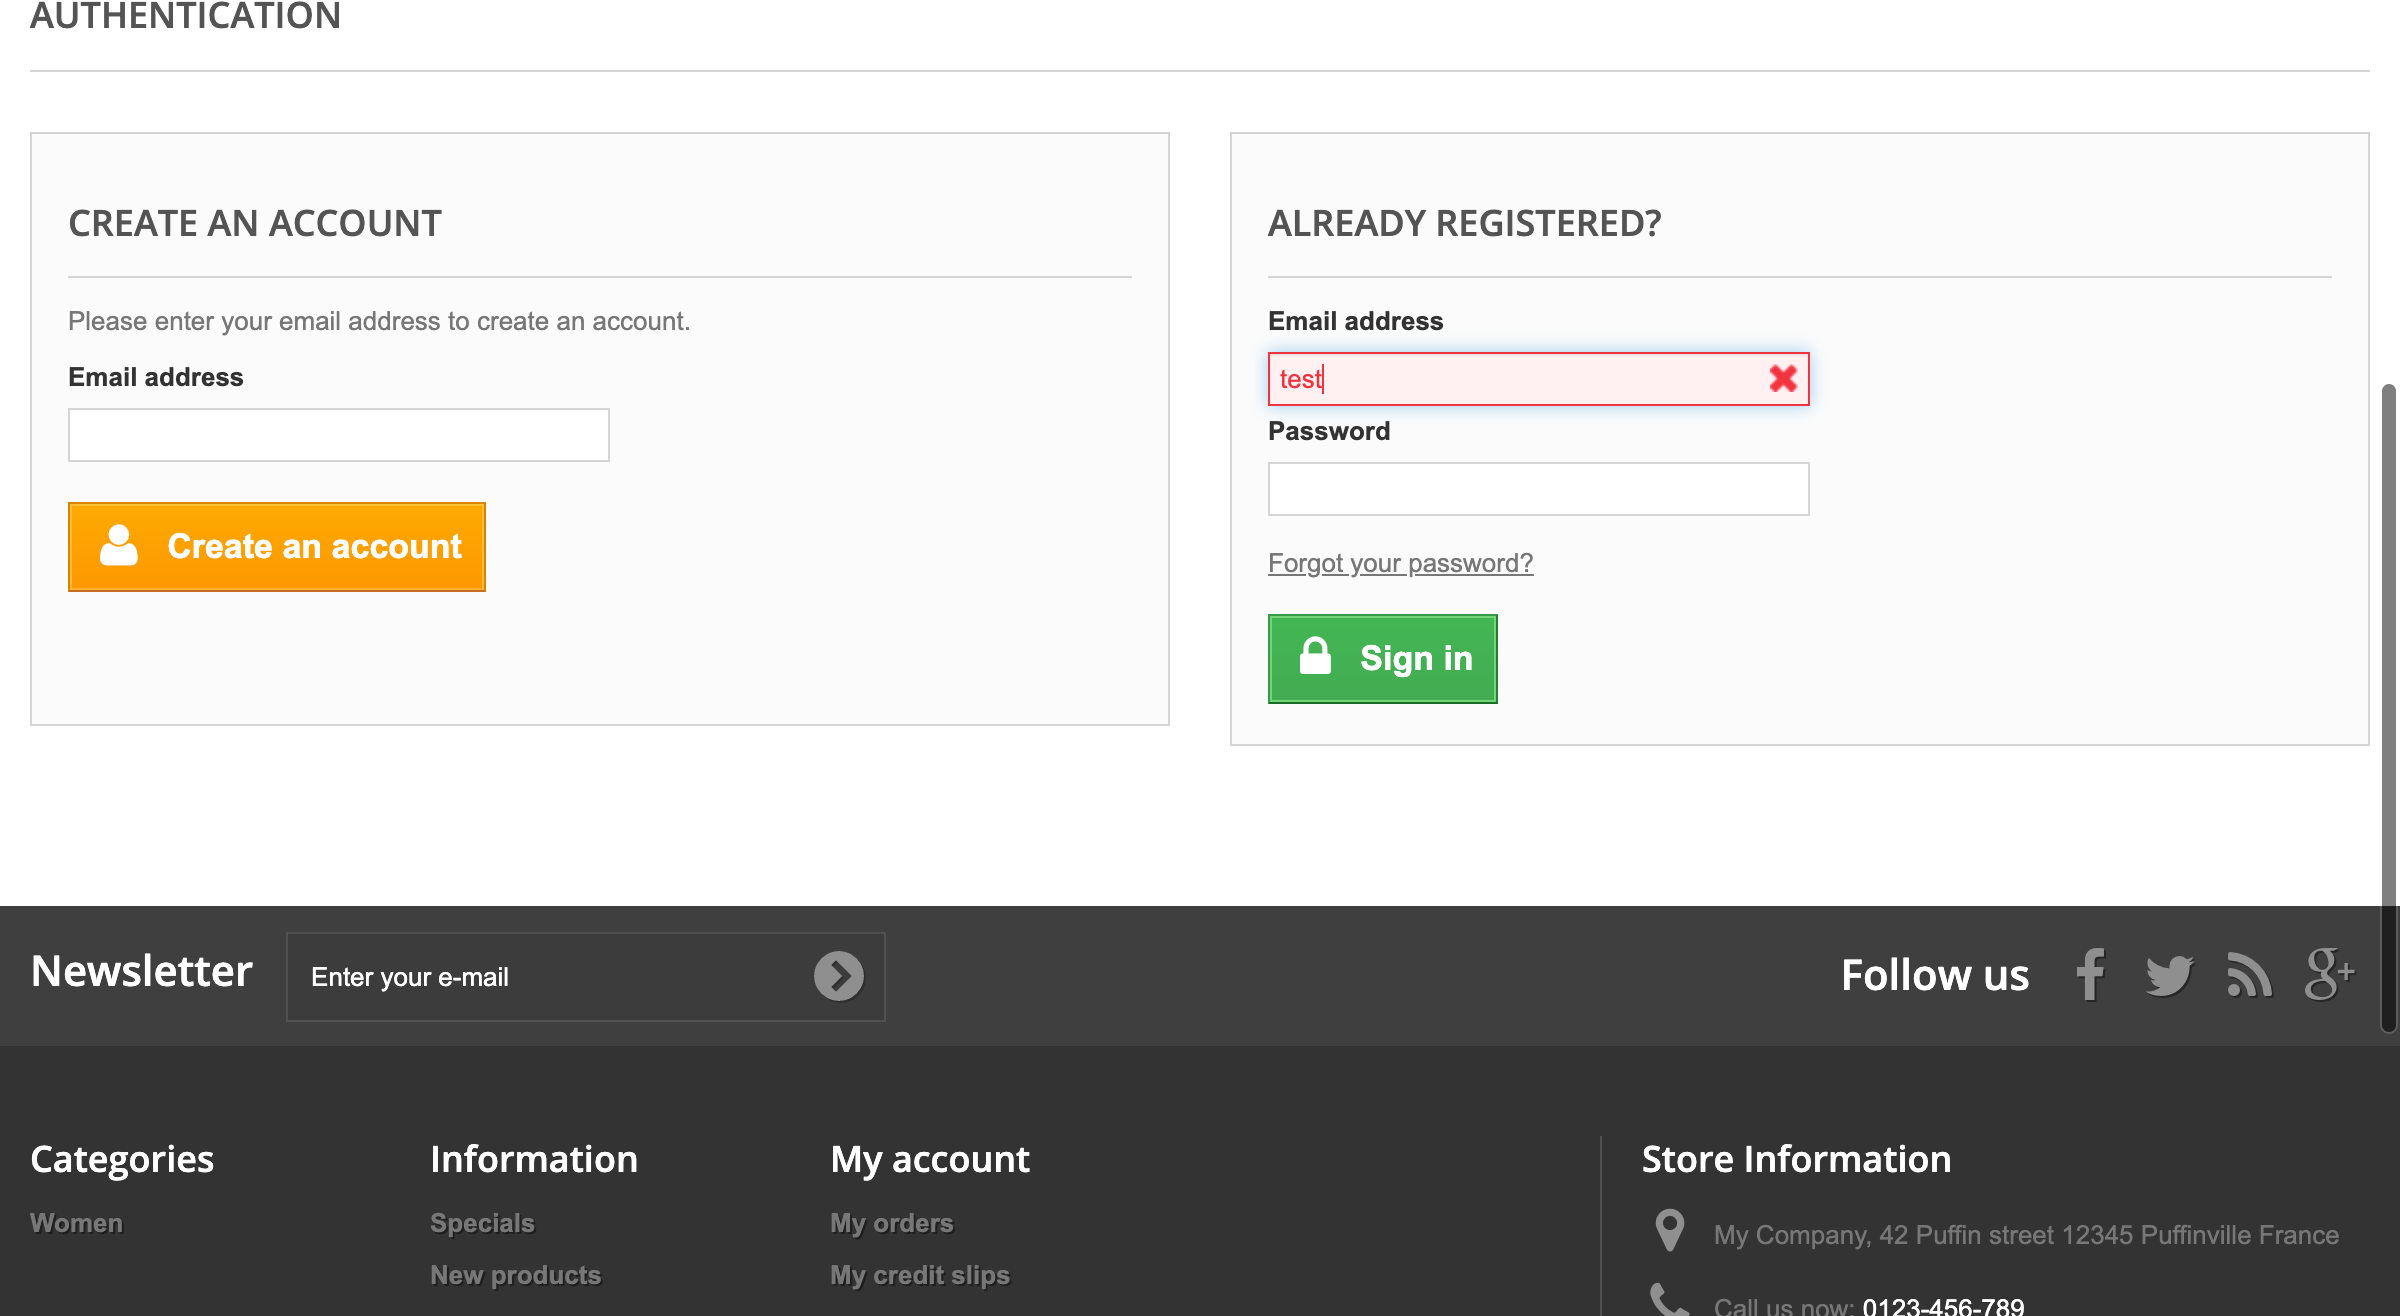 AUTHENTICATION
CREATE AN ACCOUNT
Please enter your email address to create an account.
Email address
Create an account
ALREADY REGISTERED?
Email address
test
Password
Forgot your password?
Sign in
Newsletter
Enter your e-mail
Follow us
Categories
Women
Information
Specials
New products
My account
My orders
My credit slips
Store Information
My Company, 42 Puffin street 12345 Puffinville France
Call us now: 0123-456-789